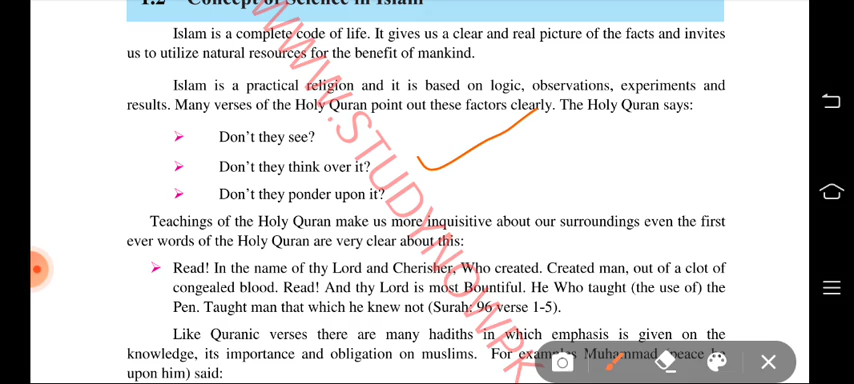 1.2 Concept of Science in Islam
Islam is a complete code of life. It gives us a clear and real picture of the facts and invites
us to utilize natural resources for the benefit of mankind.
Islam is a practical religion and it is based on logic, observations, experiments and
results. Many verses of the Holy Quran point out these factors clearly. The Holy Quran says:
Don't they see?
Don't they think over it?
Don't they ponder upon it?
Teachings of the Holy Quran make us more inquisitive about our surroundings even the first
ever words of the Holy Quran are very clear about this:
Read! In the name of thy Lord and Cherisher, Who created. Created man, out of a clot of
congealed blood. Read! And thy Lord is most Bountiful. He Who taught (the use of) the
Pen. Taught man that which he knew not (Surah: 96 verse 1-5).
Like Quranic verses there are many hadiths in which emphasis is given on the
knowledge, its importance and obligation on muslims. For example Muhammad (peace be
upon him) said:
WWW.STUDYNOWPK